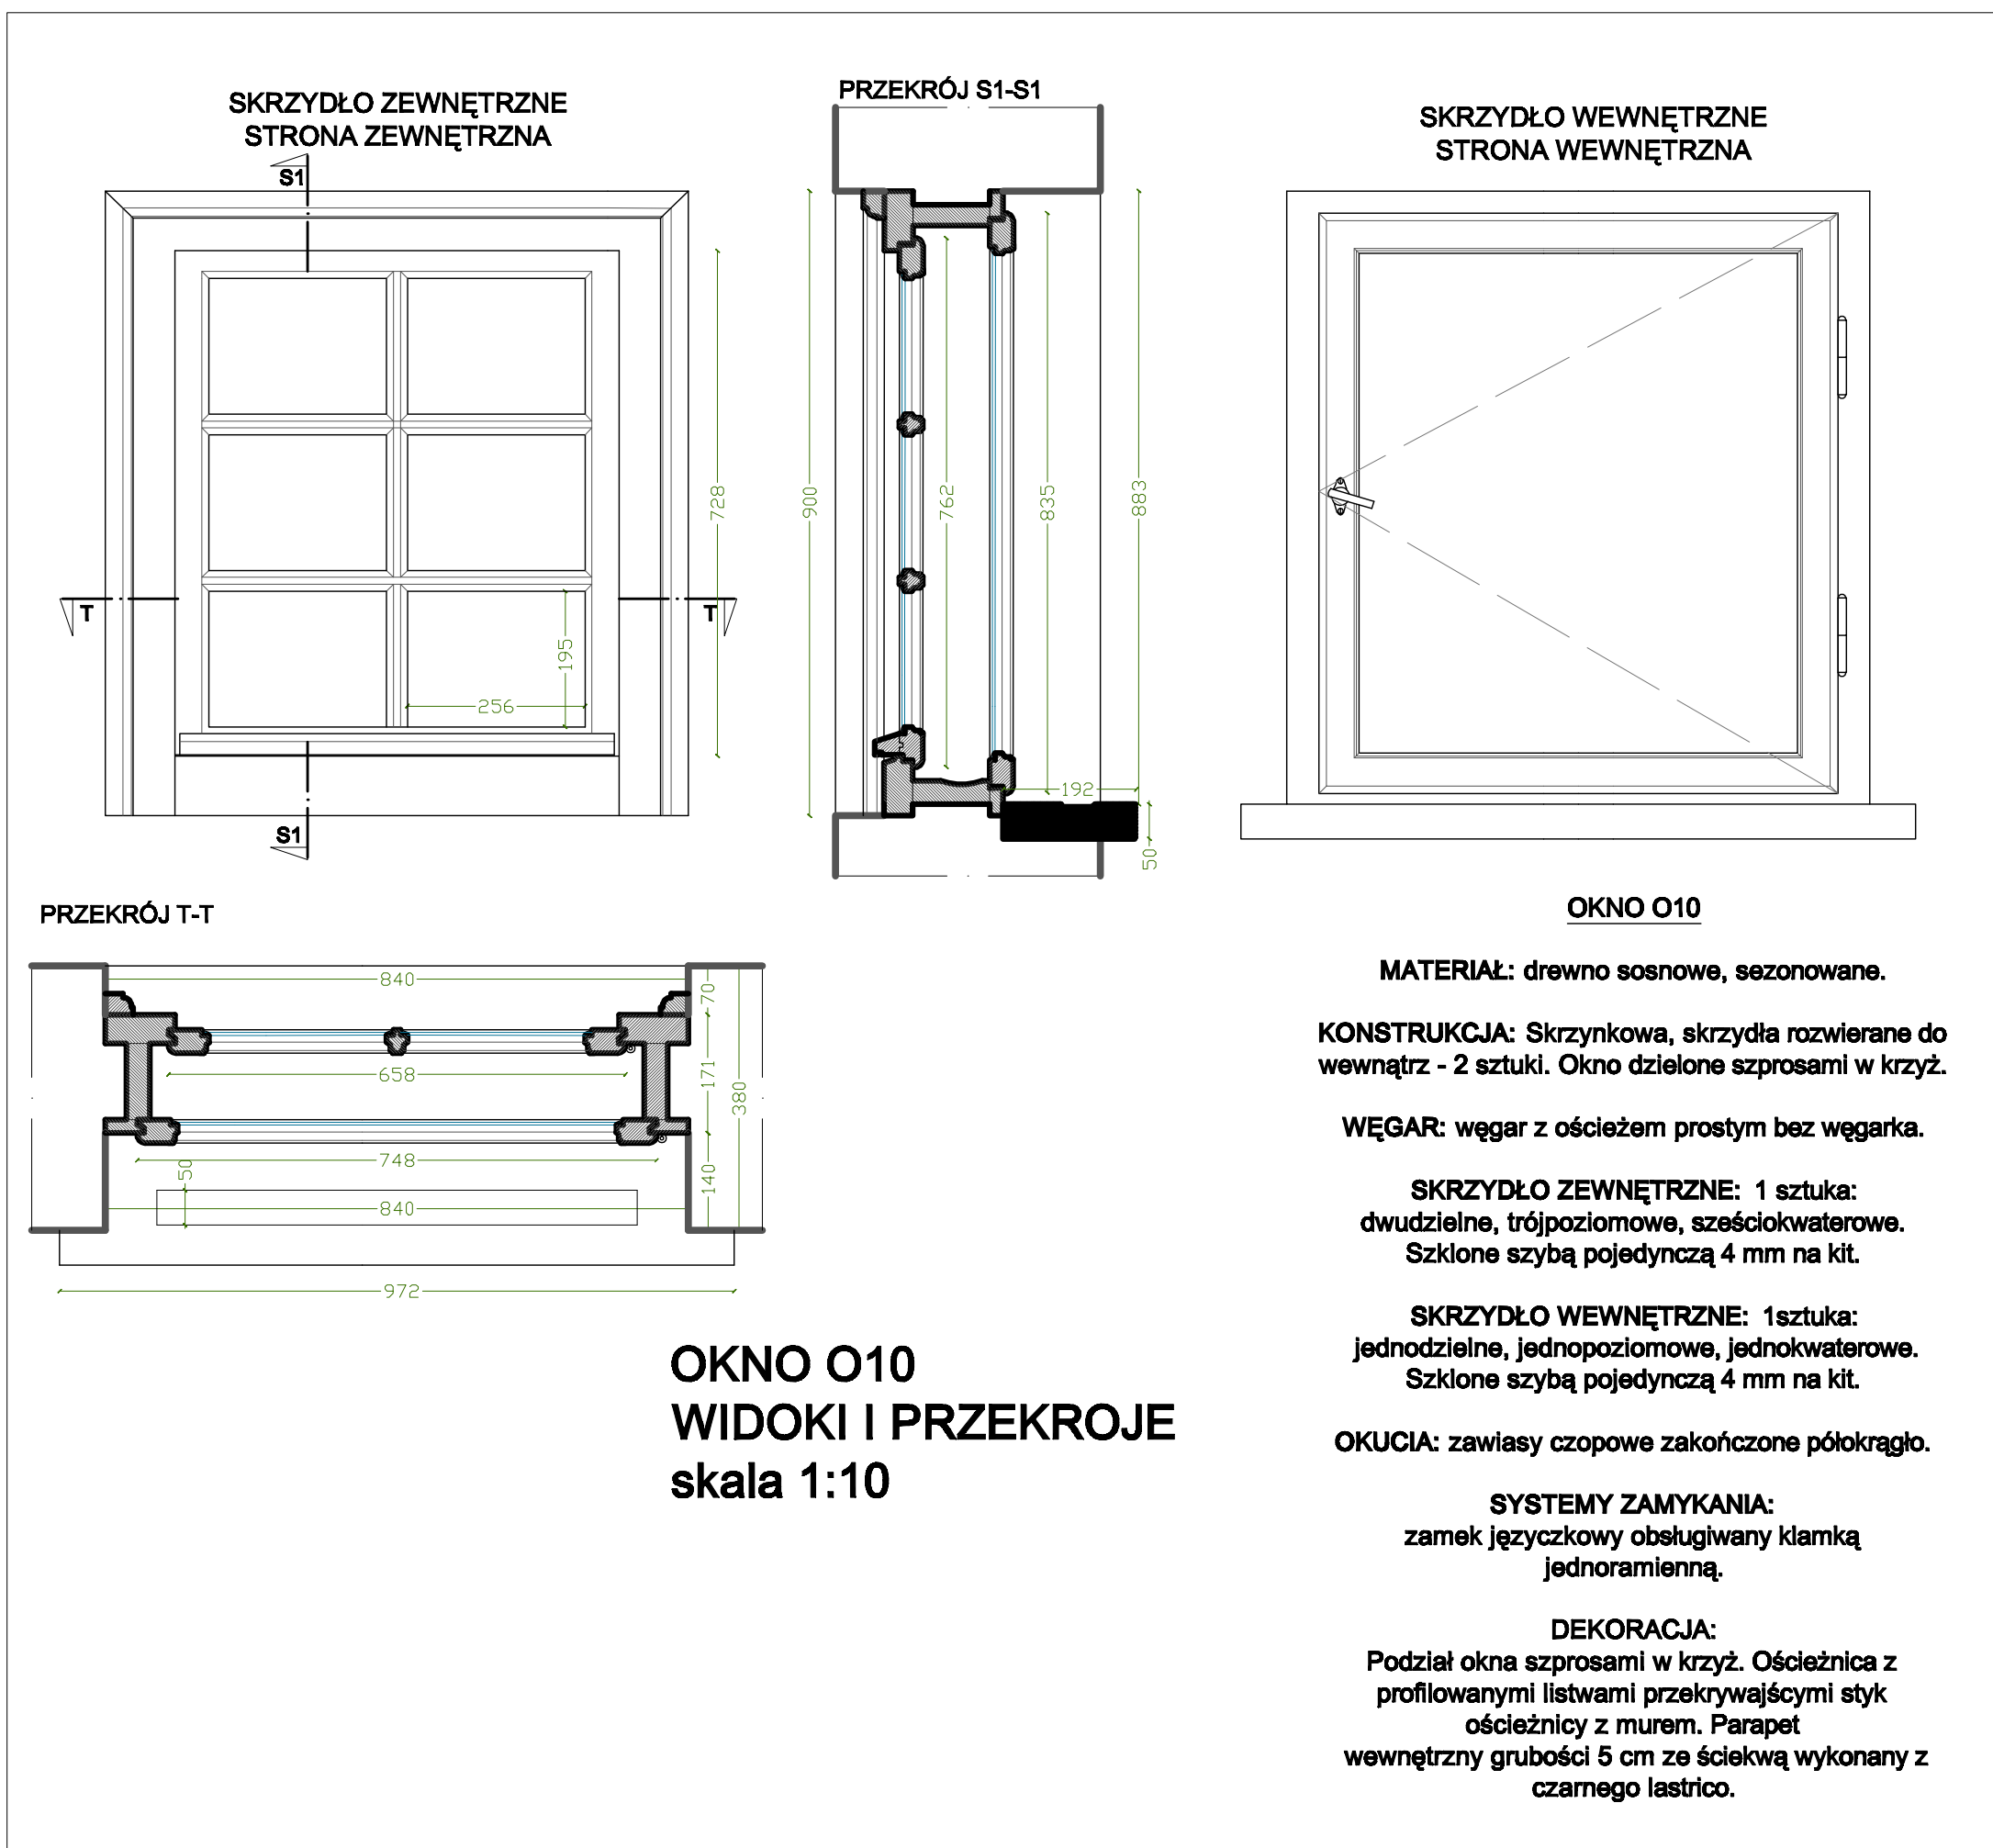 SKRZYDŁO ZEWNĘTRZNE
STRONA ZEWNĘTRZNA
S1
T
T
S1
728
195
256
PRZEKRÓJ S1-S1
900
762
835
883
192
50
SKRZYDŁO WEWNĘTRZNE
STRONA WEWNĘTRZNA
PRZEKRÓJ T-T
840
70
658
171
380
748
50
140
840
972
OKNO O10
WIDOKI I PRZEKROJE
skala 1:10
OKNO O10
MATERIAŁ: drewno sosnowe, sezonowane.
KONSTRUKCJA: Skrzynkowa, skrzydła rozwierane do
wewnątrz - 2 sztuki. Okno dzielone szprosami w krzyż.
WĘGAR: węgar z ościeżem prostym bez węgarka.
SKRZYDŁO ZEWNĘTRZNE: 1 sztuka:
dwudzielne, trójpoziomowe, sześciokwaterowe.
Szklone szybą pojedynczą 4 mm na kit.
SKRZYDŁO WEWNĘTRZNE: 1sztuka:
jednodzielne, jednopoziomowe, jednokwaterowe.
Szklone szybą pojedynczą 4 mm na kit.
OKUCIA: zawiasy czopowe zakończone półokrągło.
SYSTEMY ZAMYKANIA:
zamek języczkowy obsługiwany klamką
jednoramienną.
DEKORACJA:
Podział okna szprosami w krzyż. Ościeżnica z
profilowanymi listwami przekrywajścymi styk
ościeżnicy z murem. Parapet
wewnętrzny grubości 5 cm ze ściekwą wykonany z
czarnego lastrico.